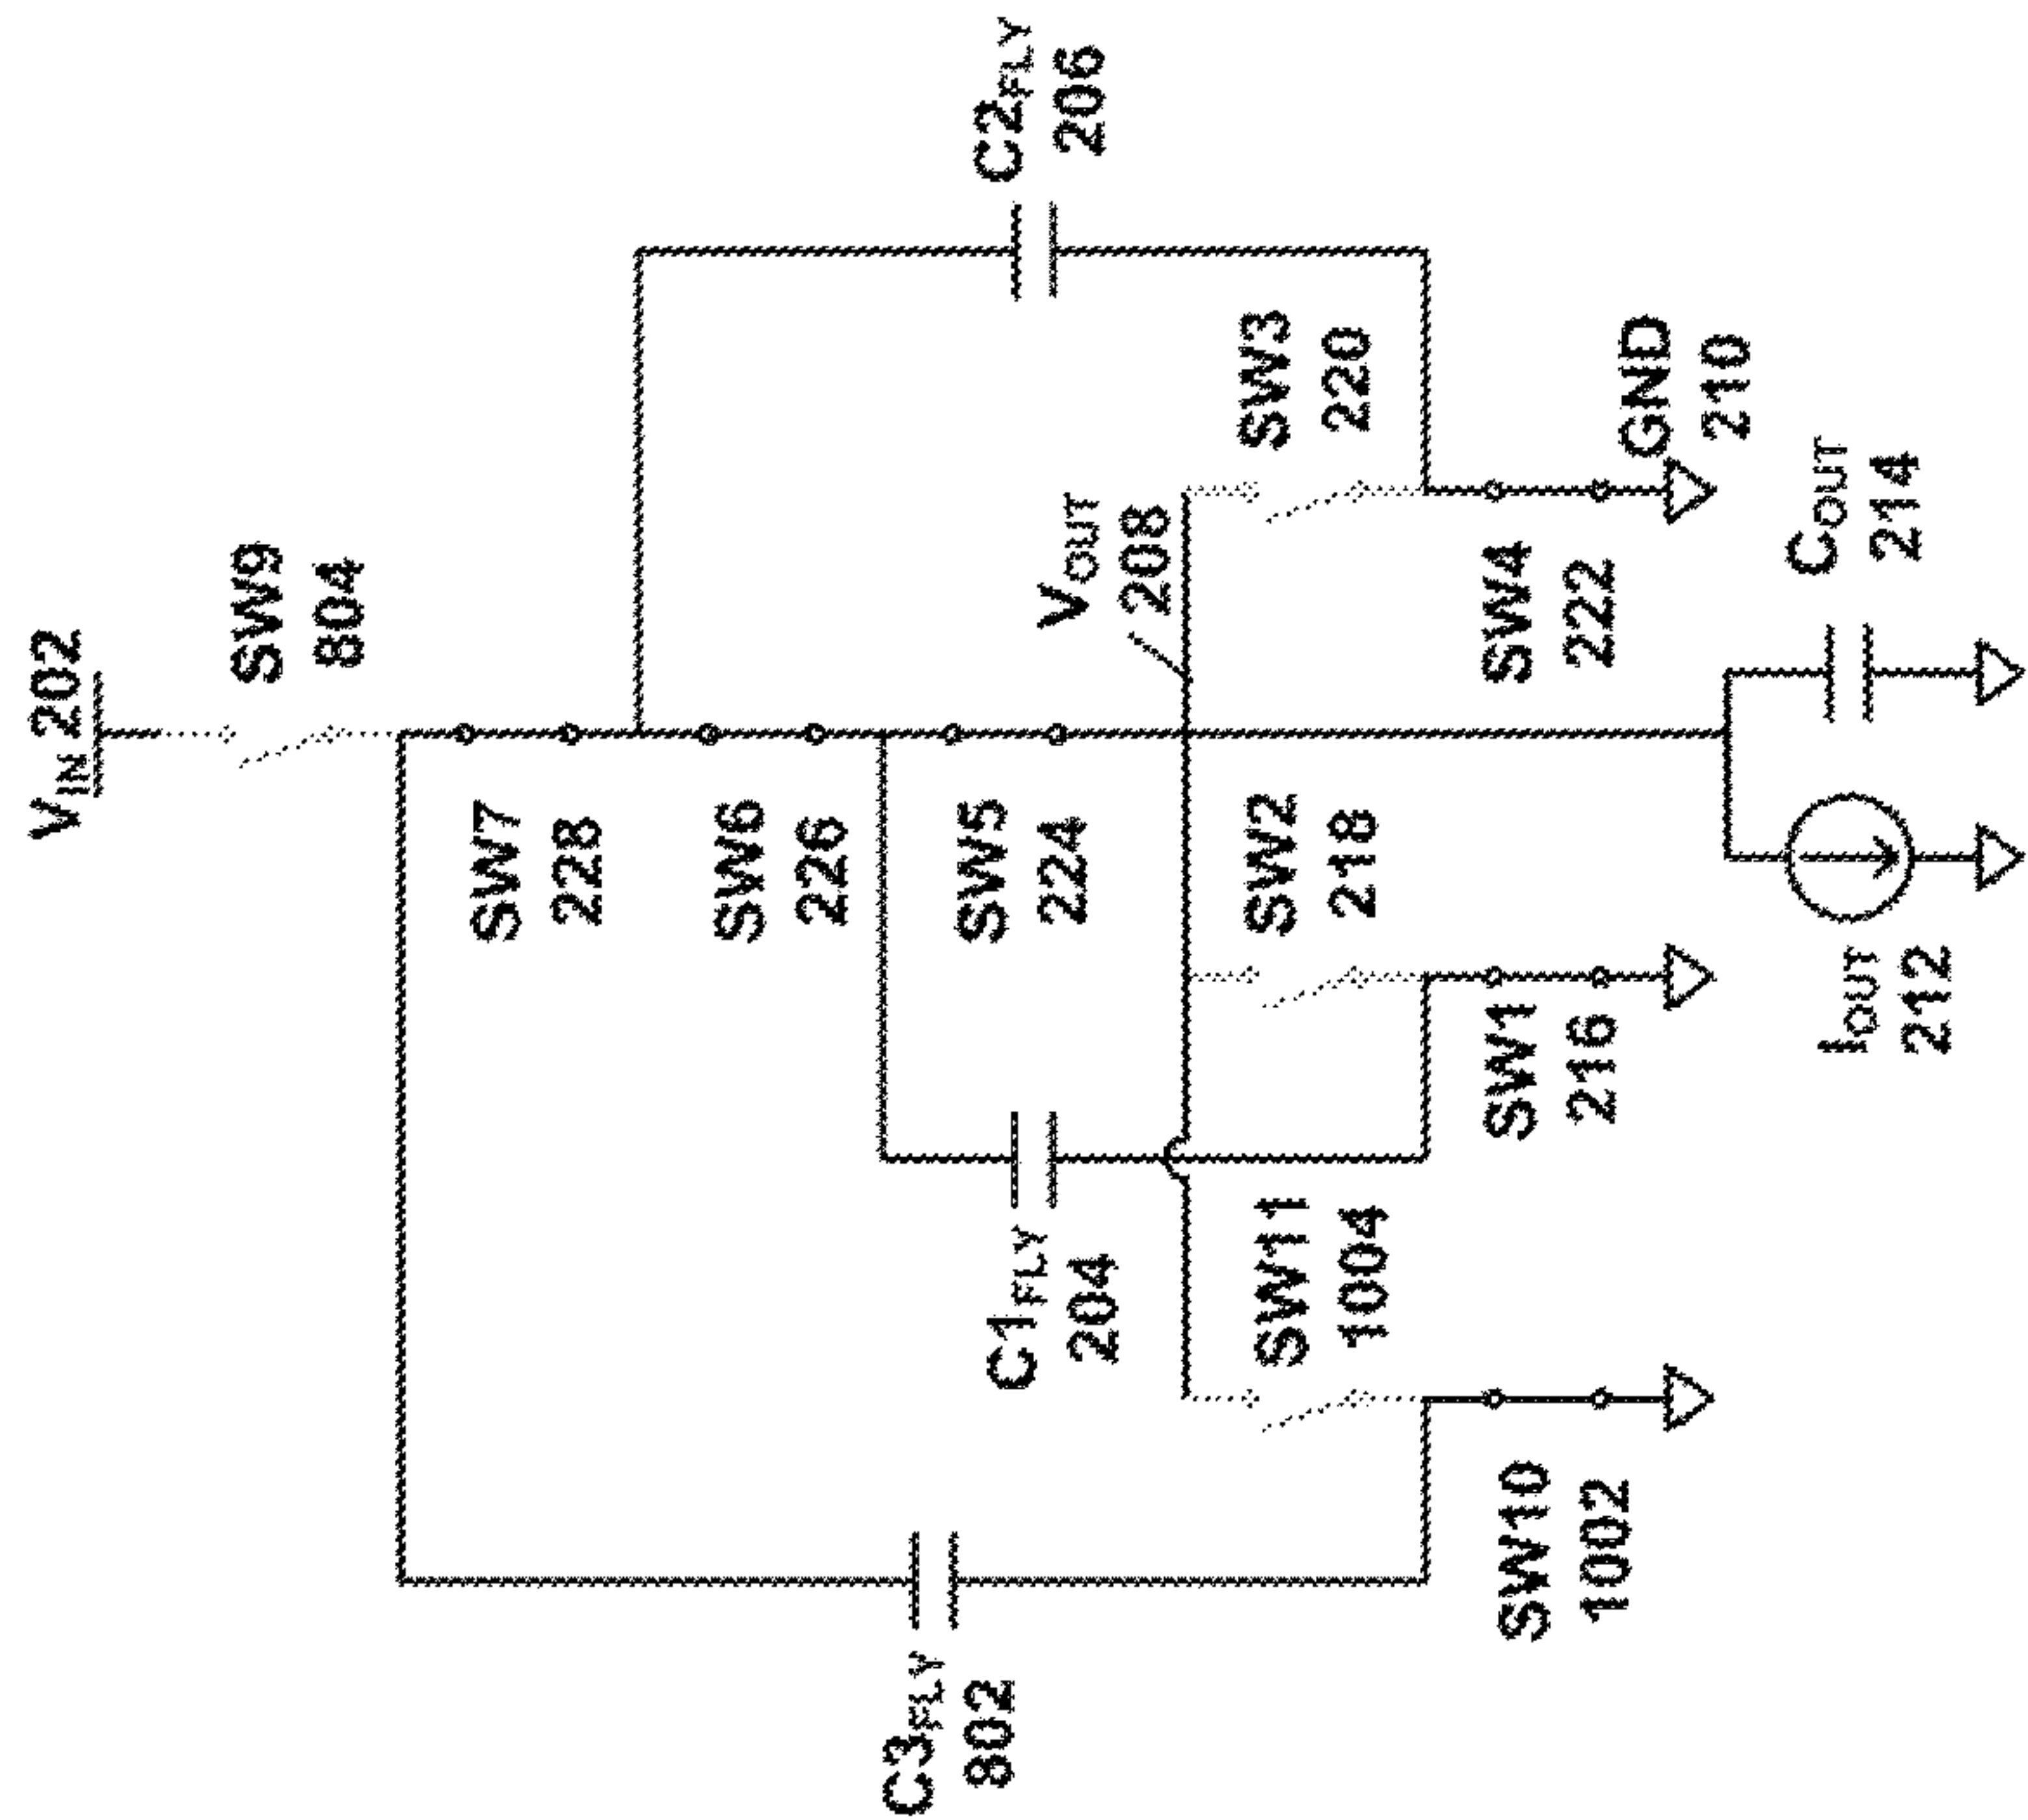 VIN 202
SW9
804
C2FLY
206
SW7
228
SW6
226
SW5
224
VOUT
208
SW3
220
C3FLY
802
C1FLY
204
SW2
218
SW11
1004
SW4
222
GND
210
SW1
216
SW10
1002
COUT
214
IOUT
212